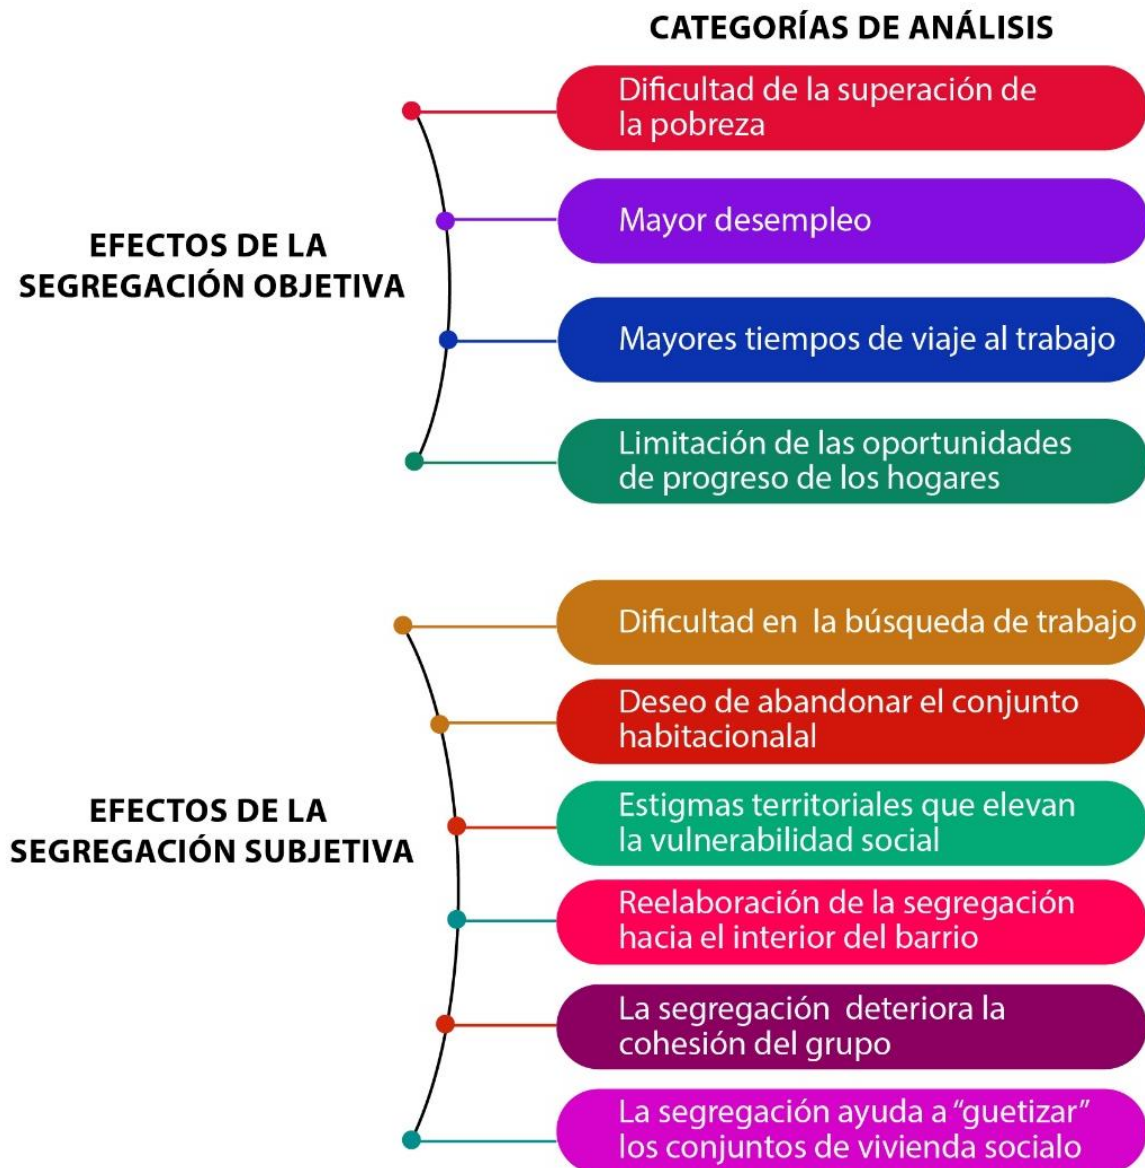 CATEGORÍAS DE ANÁLISIS
EFECTOS DE LA
SEGREGACIÓN OBJETIVA
Dificultad de la superación de
la pobreza
Mayor desempleo
Mayores tiempos de viaje al trabajo
Limitación de las oportunidades
de progreso de los hogares
EFECTOS DE LA
SEGREGACIÓN SUBJETIVA
Dificultad en la búsqueda de trabajo
Deseo de abandonar el conjunto
habitacionalal
Estigmas territoriales que elevan
la vulnerabilidad social
Reelaboración de la segregación
hacia el interior del barrio
La segregación deteriora la
cohesión del grupo
La segregación ayuda a “guetizar”
los conjuntos de vivienda socialo